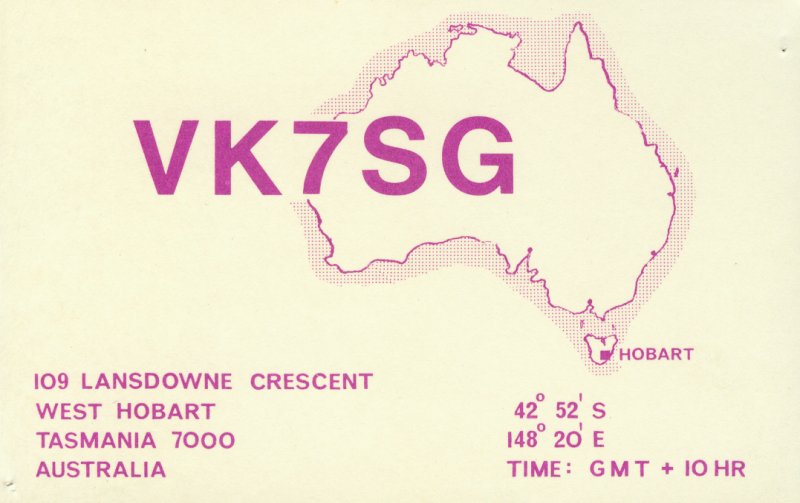 VK7SG
HOBART
109 LANSDOWNE CRESCENT
WEST HOBART
TASMANIA 7000
AUSTRALIA
42° 52' S
148° 20' E
TIME: GMT + 10 HR